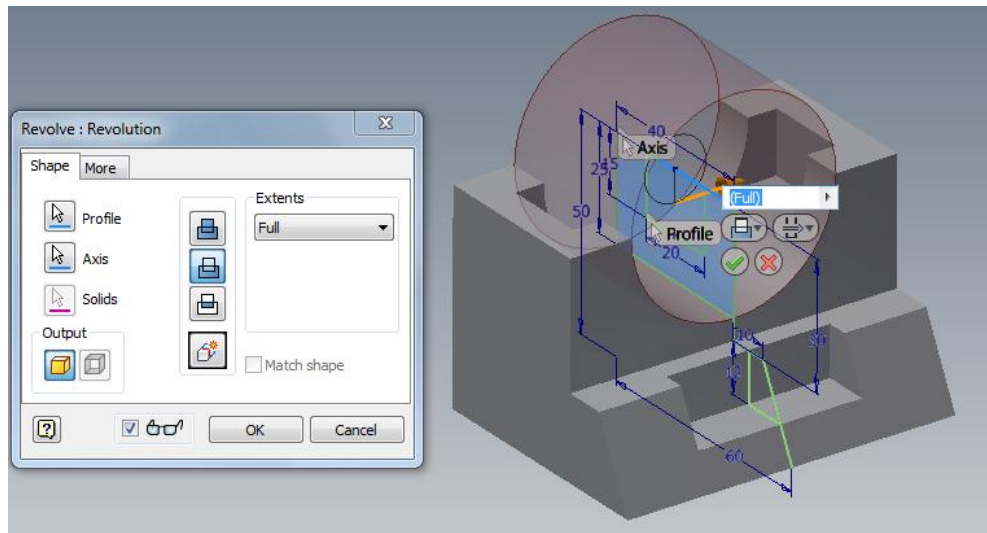 Revolve : Revolution
Shape
More
Profile
Axis
Solids
Output
Extents
Full
Match shape
OK
Cancel
40
Axis
25
15
50
(Full)
Profile
20
10
30
12
60